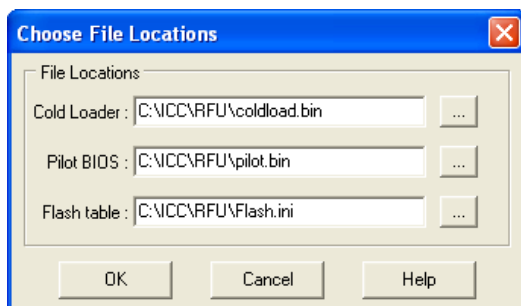 Choose File Locations
File Locations
Cold Loader : C:\ICC\RFU\coldload.bin ...
Pilot BIOS : C:\ICC\RFU\pilot.bin ...
Flash table : C:\ICC\RFU\Flash.ini ...
OK Cancel Help